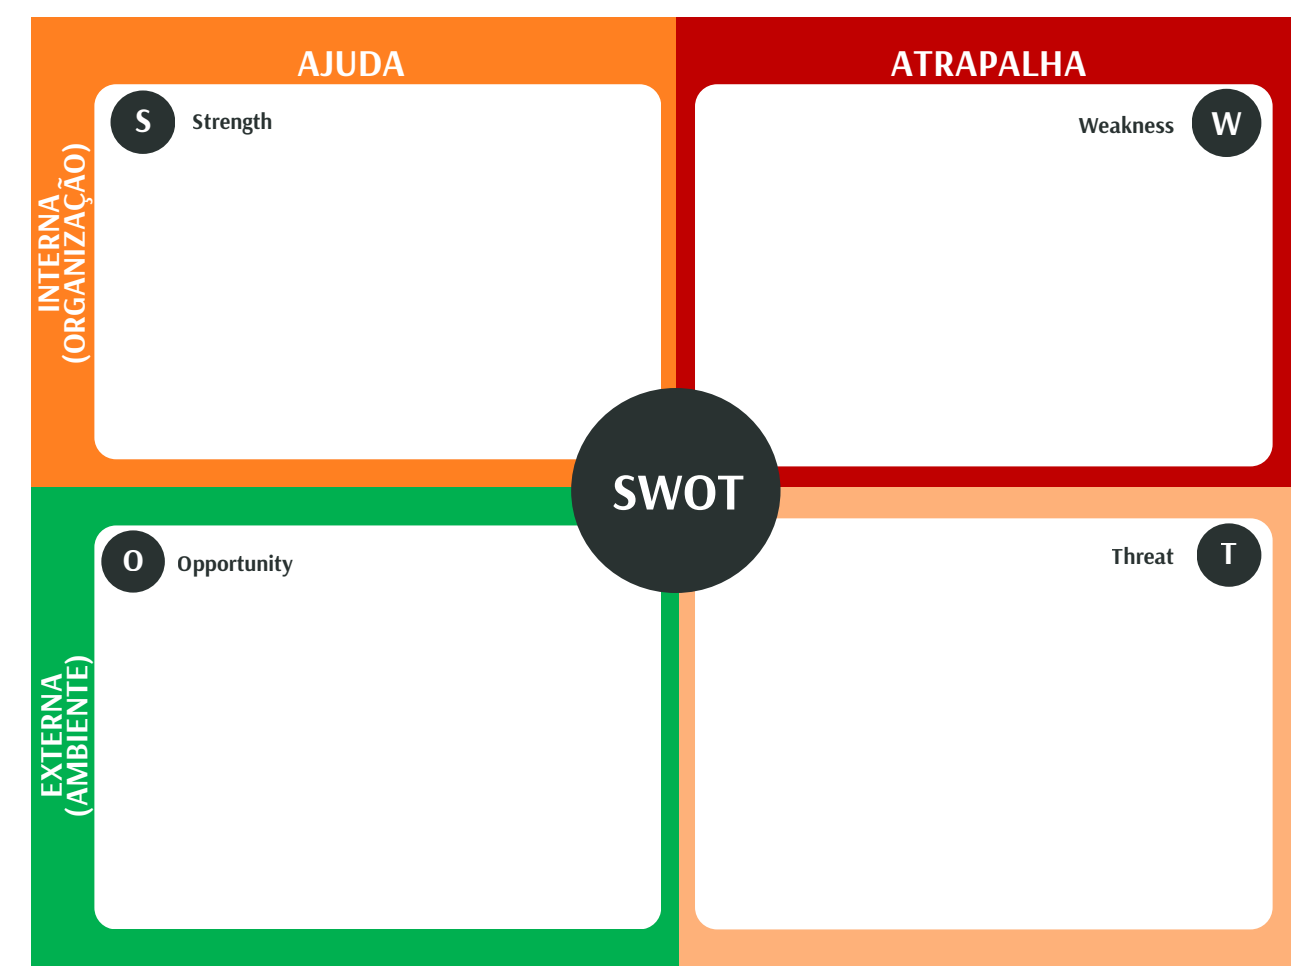 AJUDA
ATRAPALHA
INTERNA
(ORGANIZAÇÃO)
S
Strength
Weakness
W
SWOT
EXTERNA
(AMBIENTE)
O
Opportunity
Threat
T